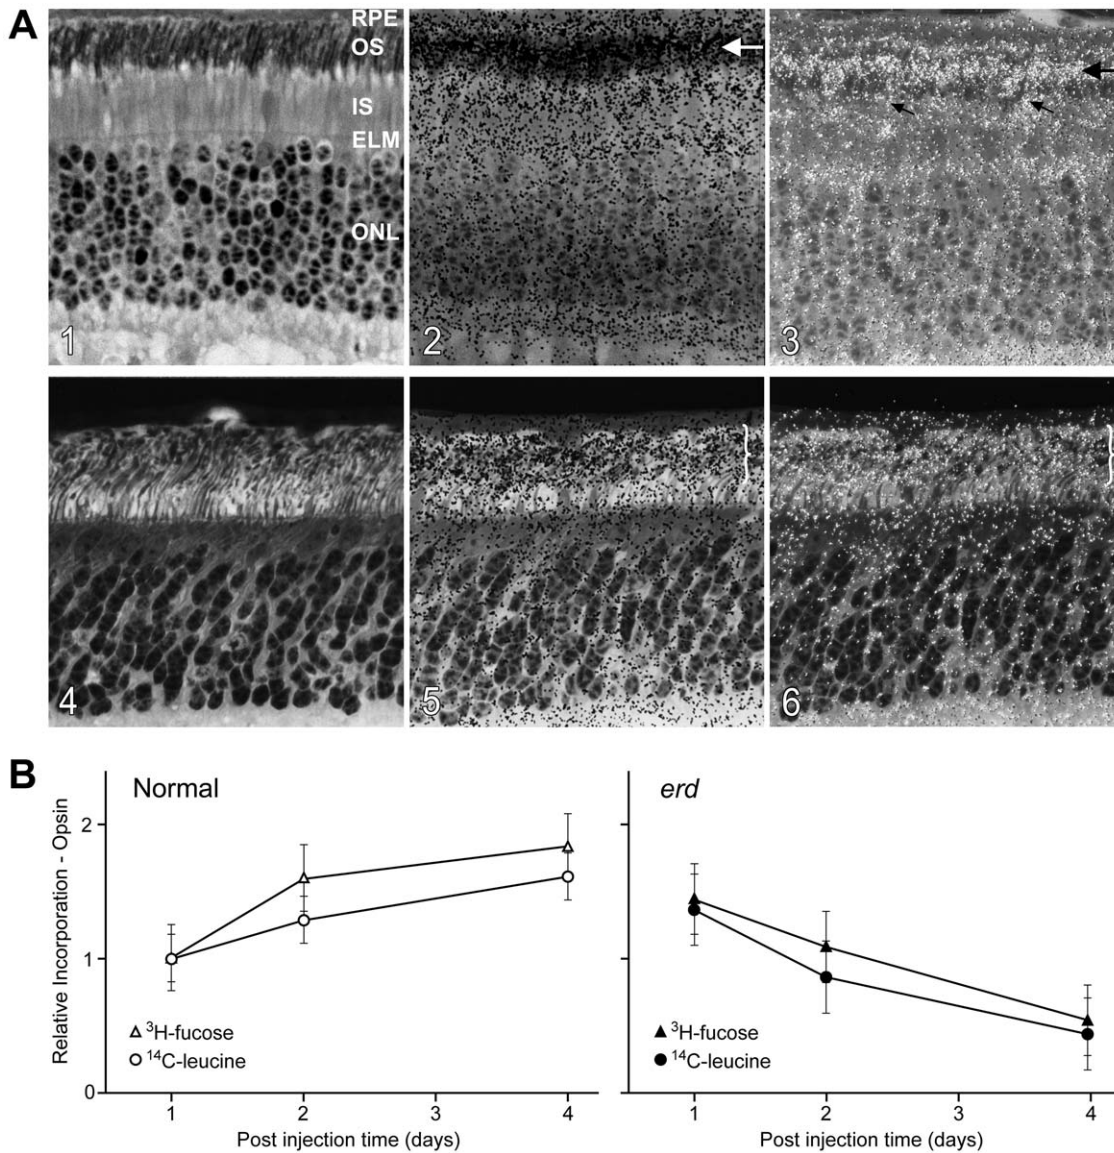 A
RPE
OS
IS
ELM
ONL
1
2
3
4
5
6
B
Relative Incorporation - Opsin
Normal
erd
2
1
0
³H-fucose
¹⁴C-leucine
³H-fucose
¹⁴C-leucine
1 2 3 4
1 2 3 4
Post injection time (days)
Post injection time (days)